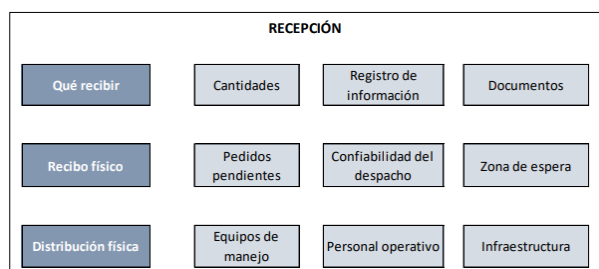 RECEPCIÓN
Qué recibir
Cantidades
Registro de
información
Documentos
Recibo físico
Pedidos
pendientes
Confiabilidad del
despacho
Zona de espera
Distribución física
Equipos de
manejo
Personal operativo
Infraestructura